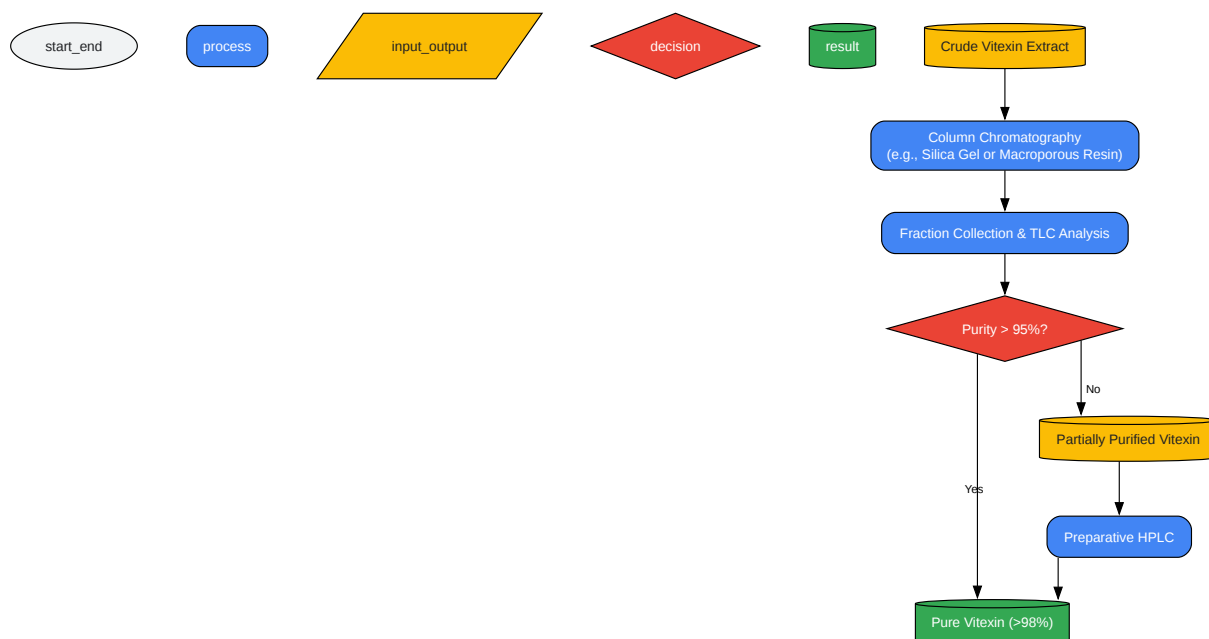 start_end
process
input_output
decision
result
Crude Vitexin Extract
Column Chromatography
(e.g., Silica Gel or Macroporous Resin)
Fraction Collection & TLC Analysis
Purity > 95%?
No
Partially Purified Vitexin
Yes
Preparative HPLC
Pure Vitexin (>98%)